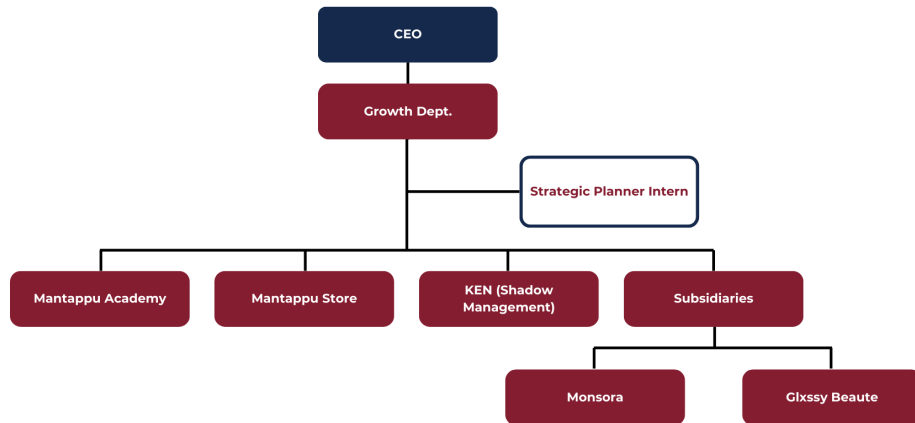 CEO
Growth Dept.
Strategic Planner Intern
Mantappu Academy
Mantappu Store
KEN (Shadow
Management)
Subsidiaries
Monsora
Glxssy Beaute